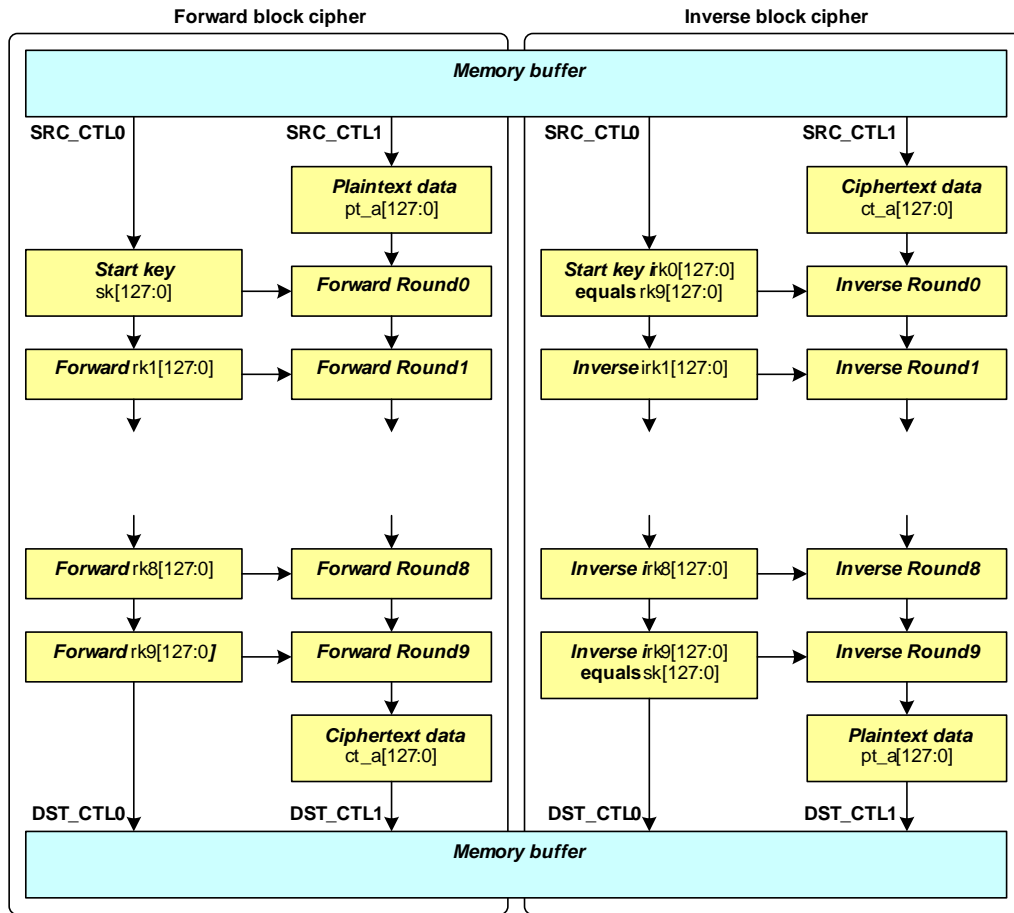 Forward block cipher
Inverse block cipher
Memory buffer
SRC_CTL0
SRC_CTL1
SRC_CTL0
SRC_CTL1
Plaintext data
pt_a[127:0]
Ciphertext data
ct_a[127:0]
Start key
sk[127:0]
Forward Round0
Start key irk0[127:0]
equals rk9[127:0]
Inverse Round0
Forward rk1[127:0]
Forward Round1
Inverse irk1[127:0]
Inverse Round1
Forward rk8[127:0]
Forward Round8
Inverse irk8[127:0]
Inverse Round8
Forward rk9[127:0]
Forward Round9
Inverse irk9[127:0]
equals sk[127:0]
Inverse Round9
Ciphertext data
ct_a[127:0]
Plaintext data
pt_a[127:0]
DST_CTL0
DST_CTL1
DST_CTL0
DST_CTL1
Memory buffer